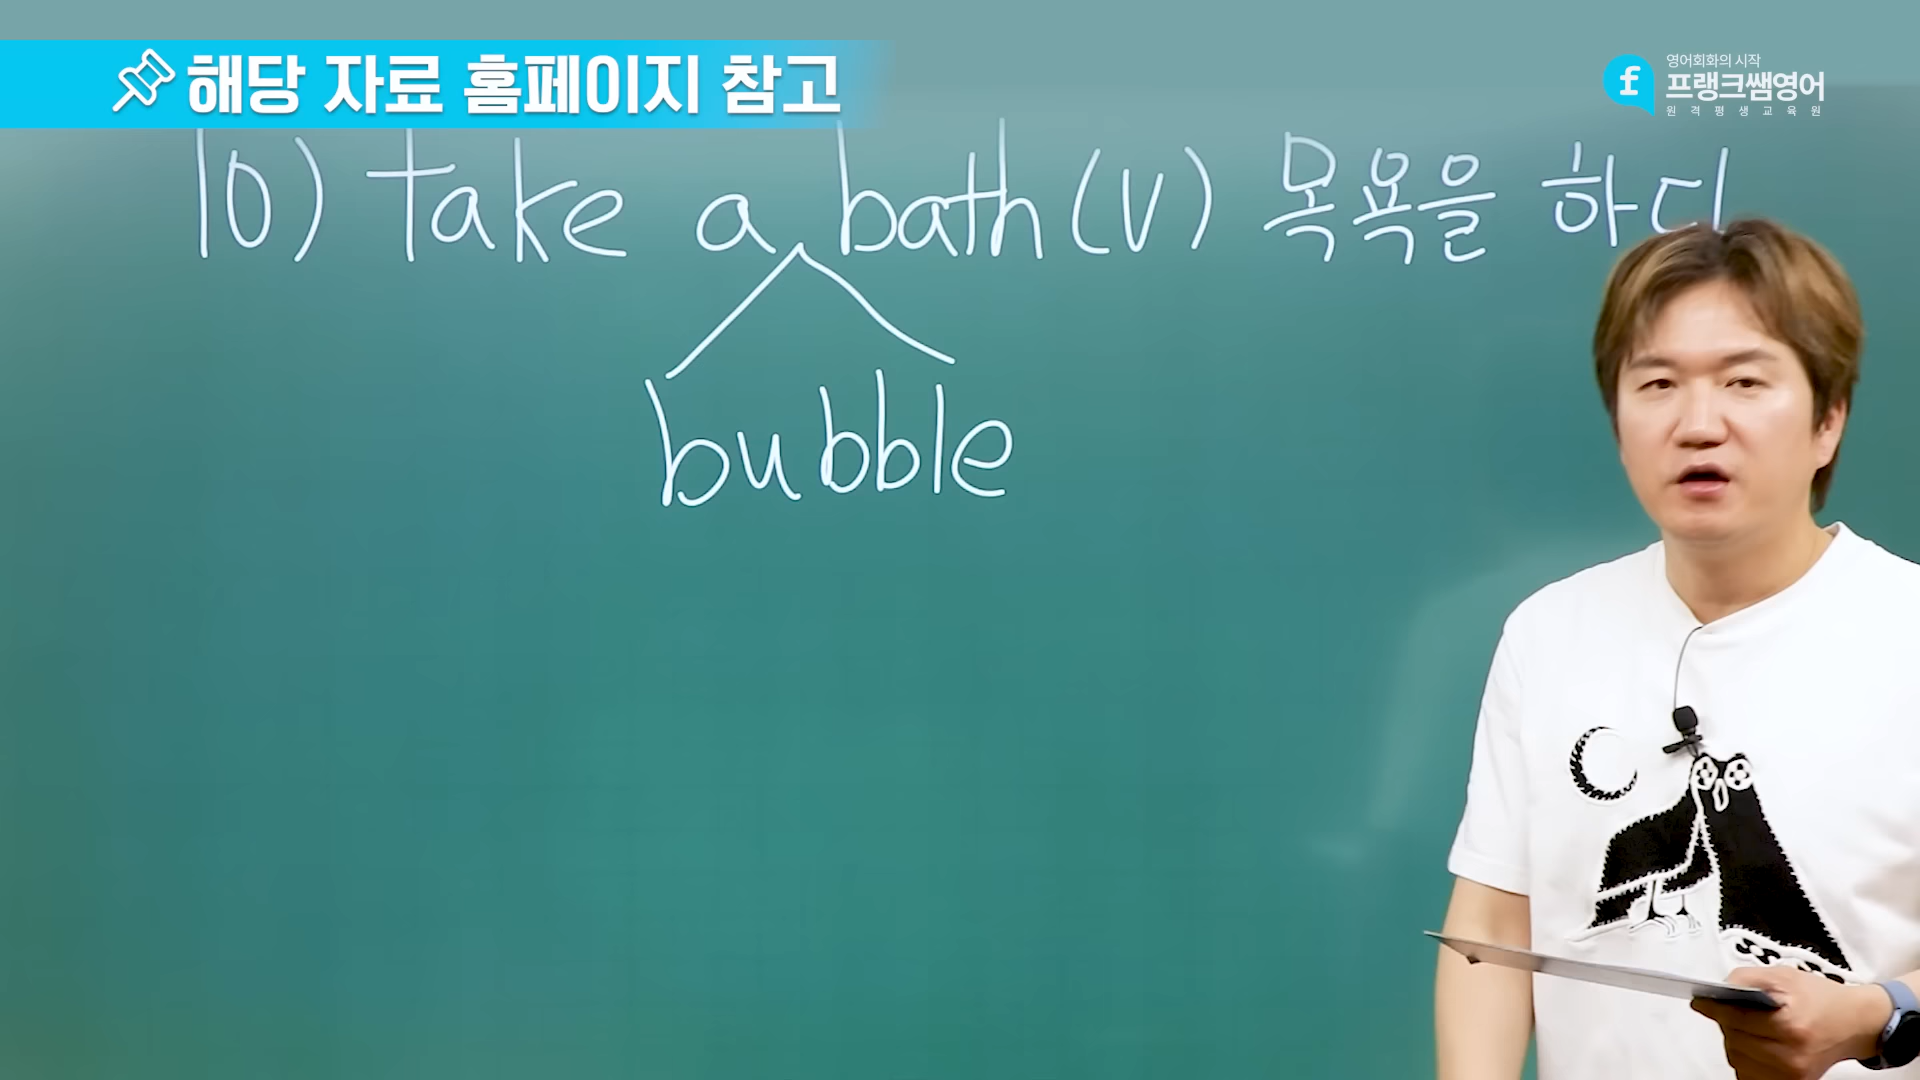 해당 자료 홈페이지 참고
영어회화의 시작
프랭크쌤영어
원격평생교육원
10) take a bath (v) 목욕을 하다
bubble